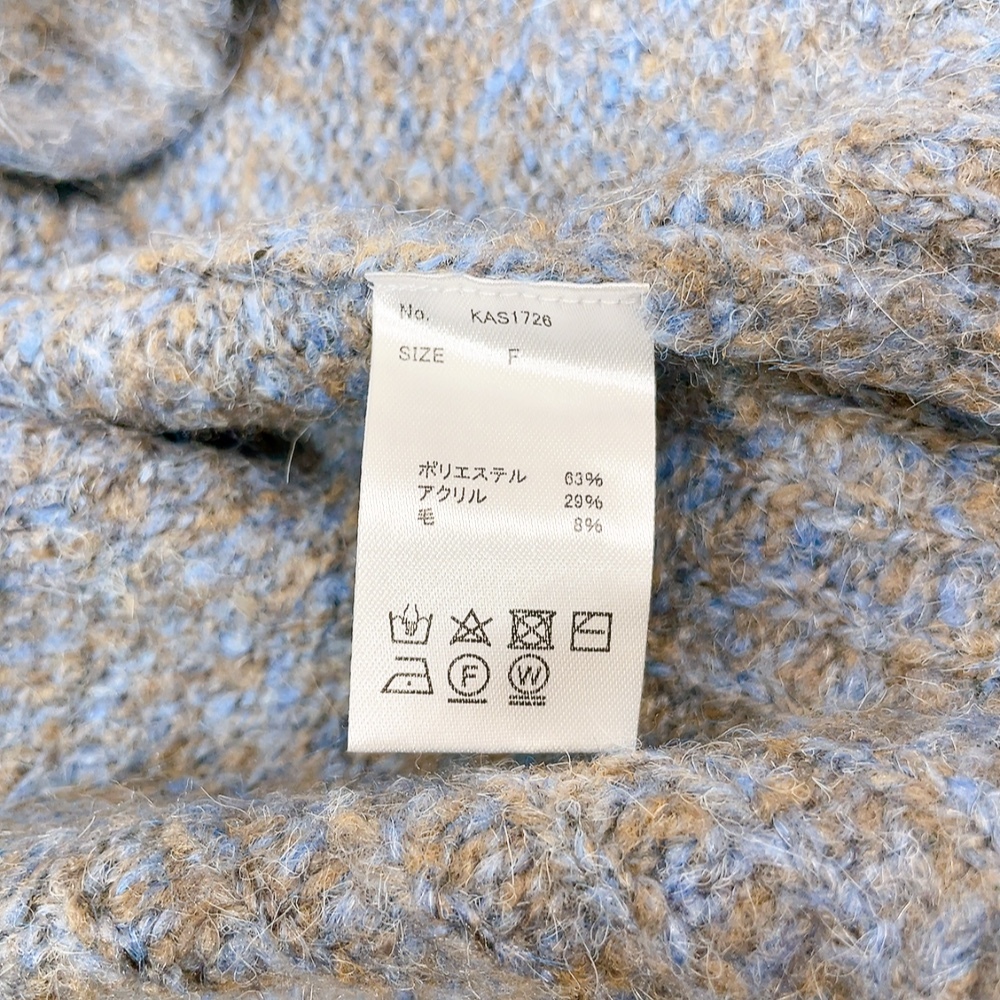 No. KAS1726
SIZE F
ポリエステル 63%
アクリル 29%
毛 8%
F W